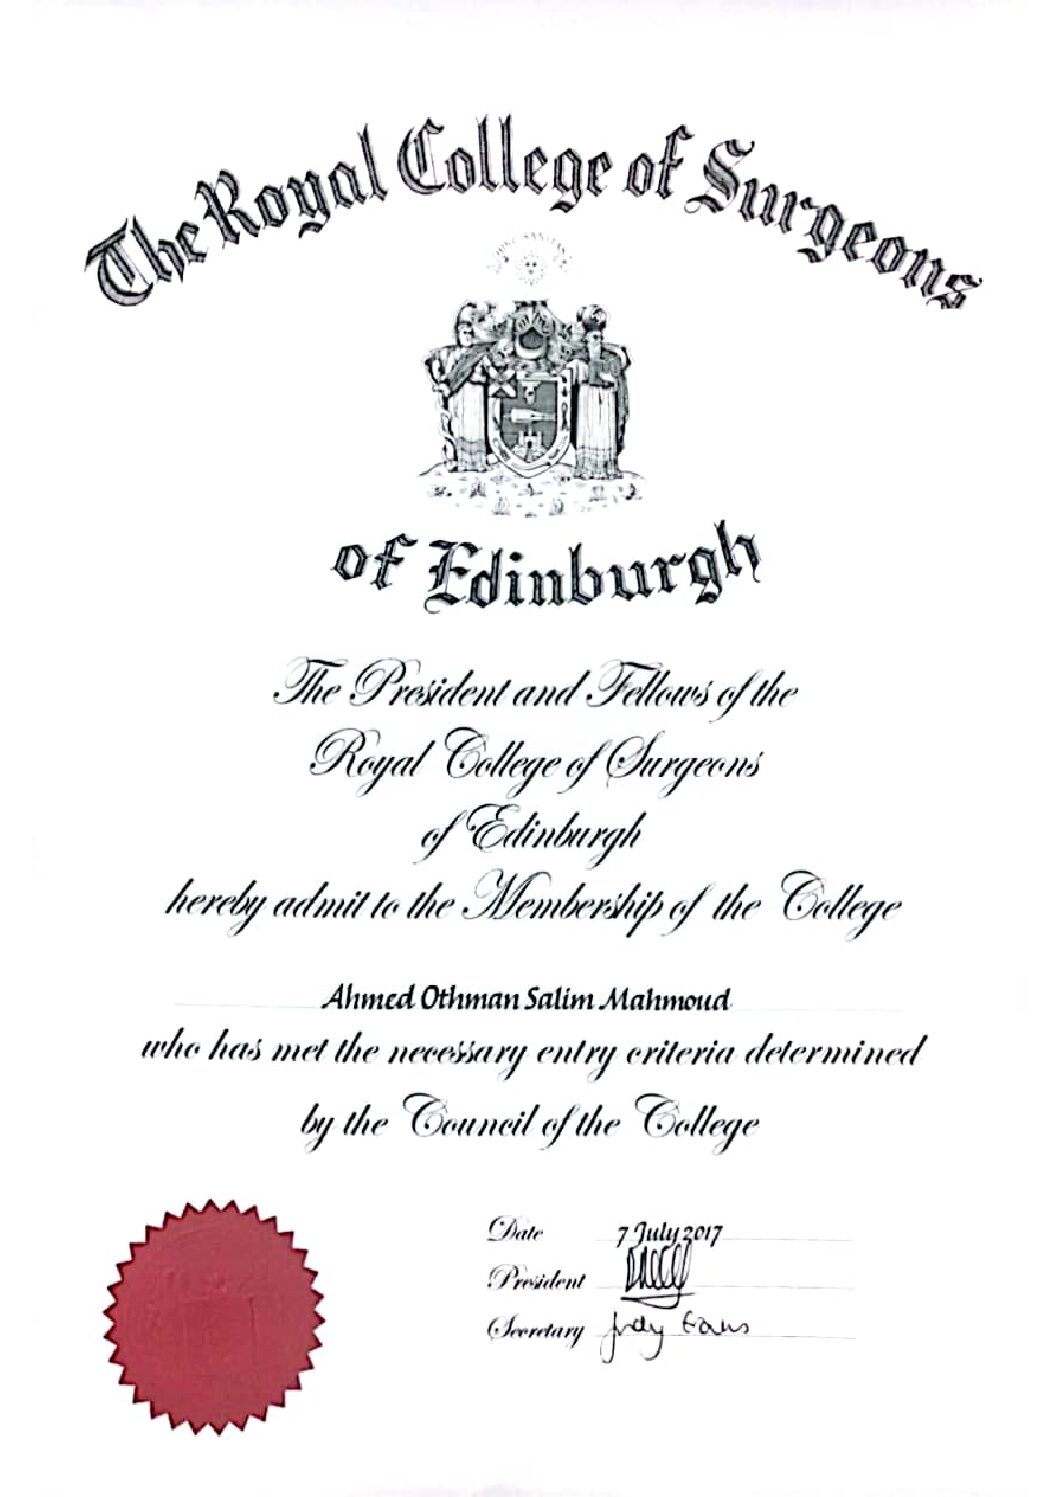 The Royal College of Surgeons
of Edinburgh
The President and Fellows of the
Royal College of Surgeons
of Edinburgh
hereby admit to the Membership of the College
Ahmed Othman Salim Mahmoud
who has met the necessary entry criteria determined
by the Council of the College
Date 7 July 2017
President
Secretary Judy Evans